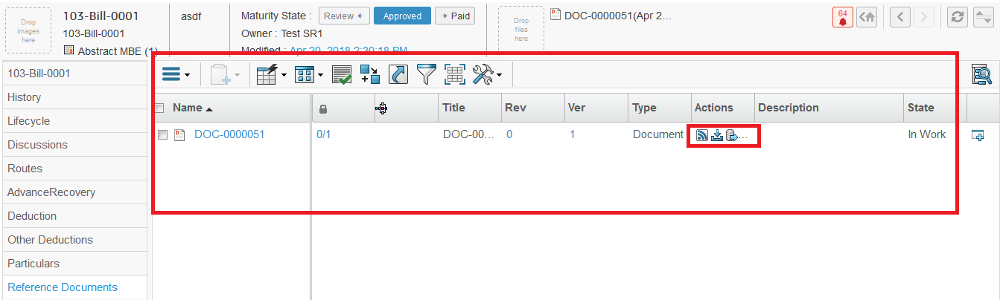 Drop
images
here
103-Bill-0001
103-Bill-0001
Abstract MBE (1)
asdf
Maturity State : Review Approved Paid
Owner : Test SR1
Modified : Apr 20, 2018 2:30:18 PM
Drop
files
here
DOC-0000051(Apr 2...
64
103-Bill-0001
History
Lifecycle
Discussions
Routes
AdvanceRecovery
Deduction
Other Deductions
Particulars
Reference Documents
Name Title Rev Ver Type Actions Description State
DOC-0000051 0/1 DOC-00... 0 1 Document ... In Work